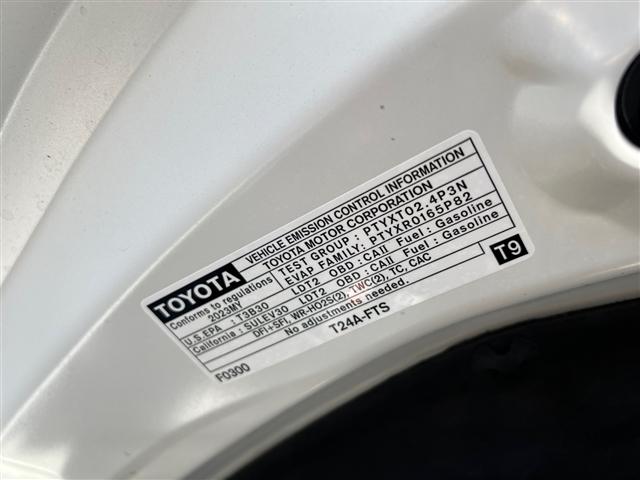 TOYOTA
VEHICLE EMISSION CONTROL INFORMATION
TOYOTA MOTOR CORPORATION
Conforms to regulations
2023MY
TEST GROUP: PTYXT02.4P3N
EVAP FAMILY: PTYXR0165P82
U.S.EPA : T3B30 LDT2 OBD: CAII Fuel: Gasoline
California : SULEV30 LDT2 OBD: CAII Fuel: Gasoline
DFI+SFI, WR-HO2S(2), TWC(2), TC, CAC
No adjustments needed.
T9
F0300
T24A-FTS